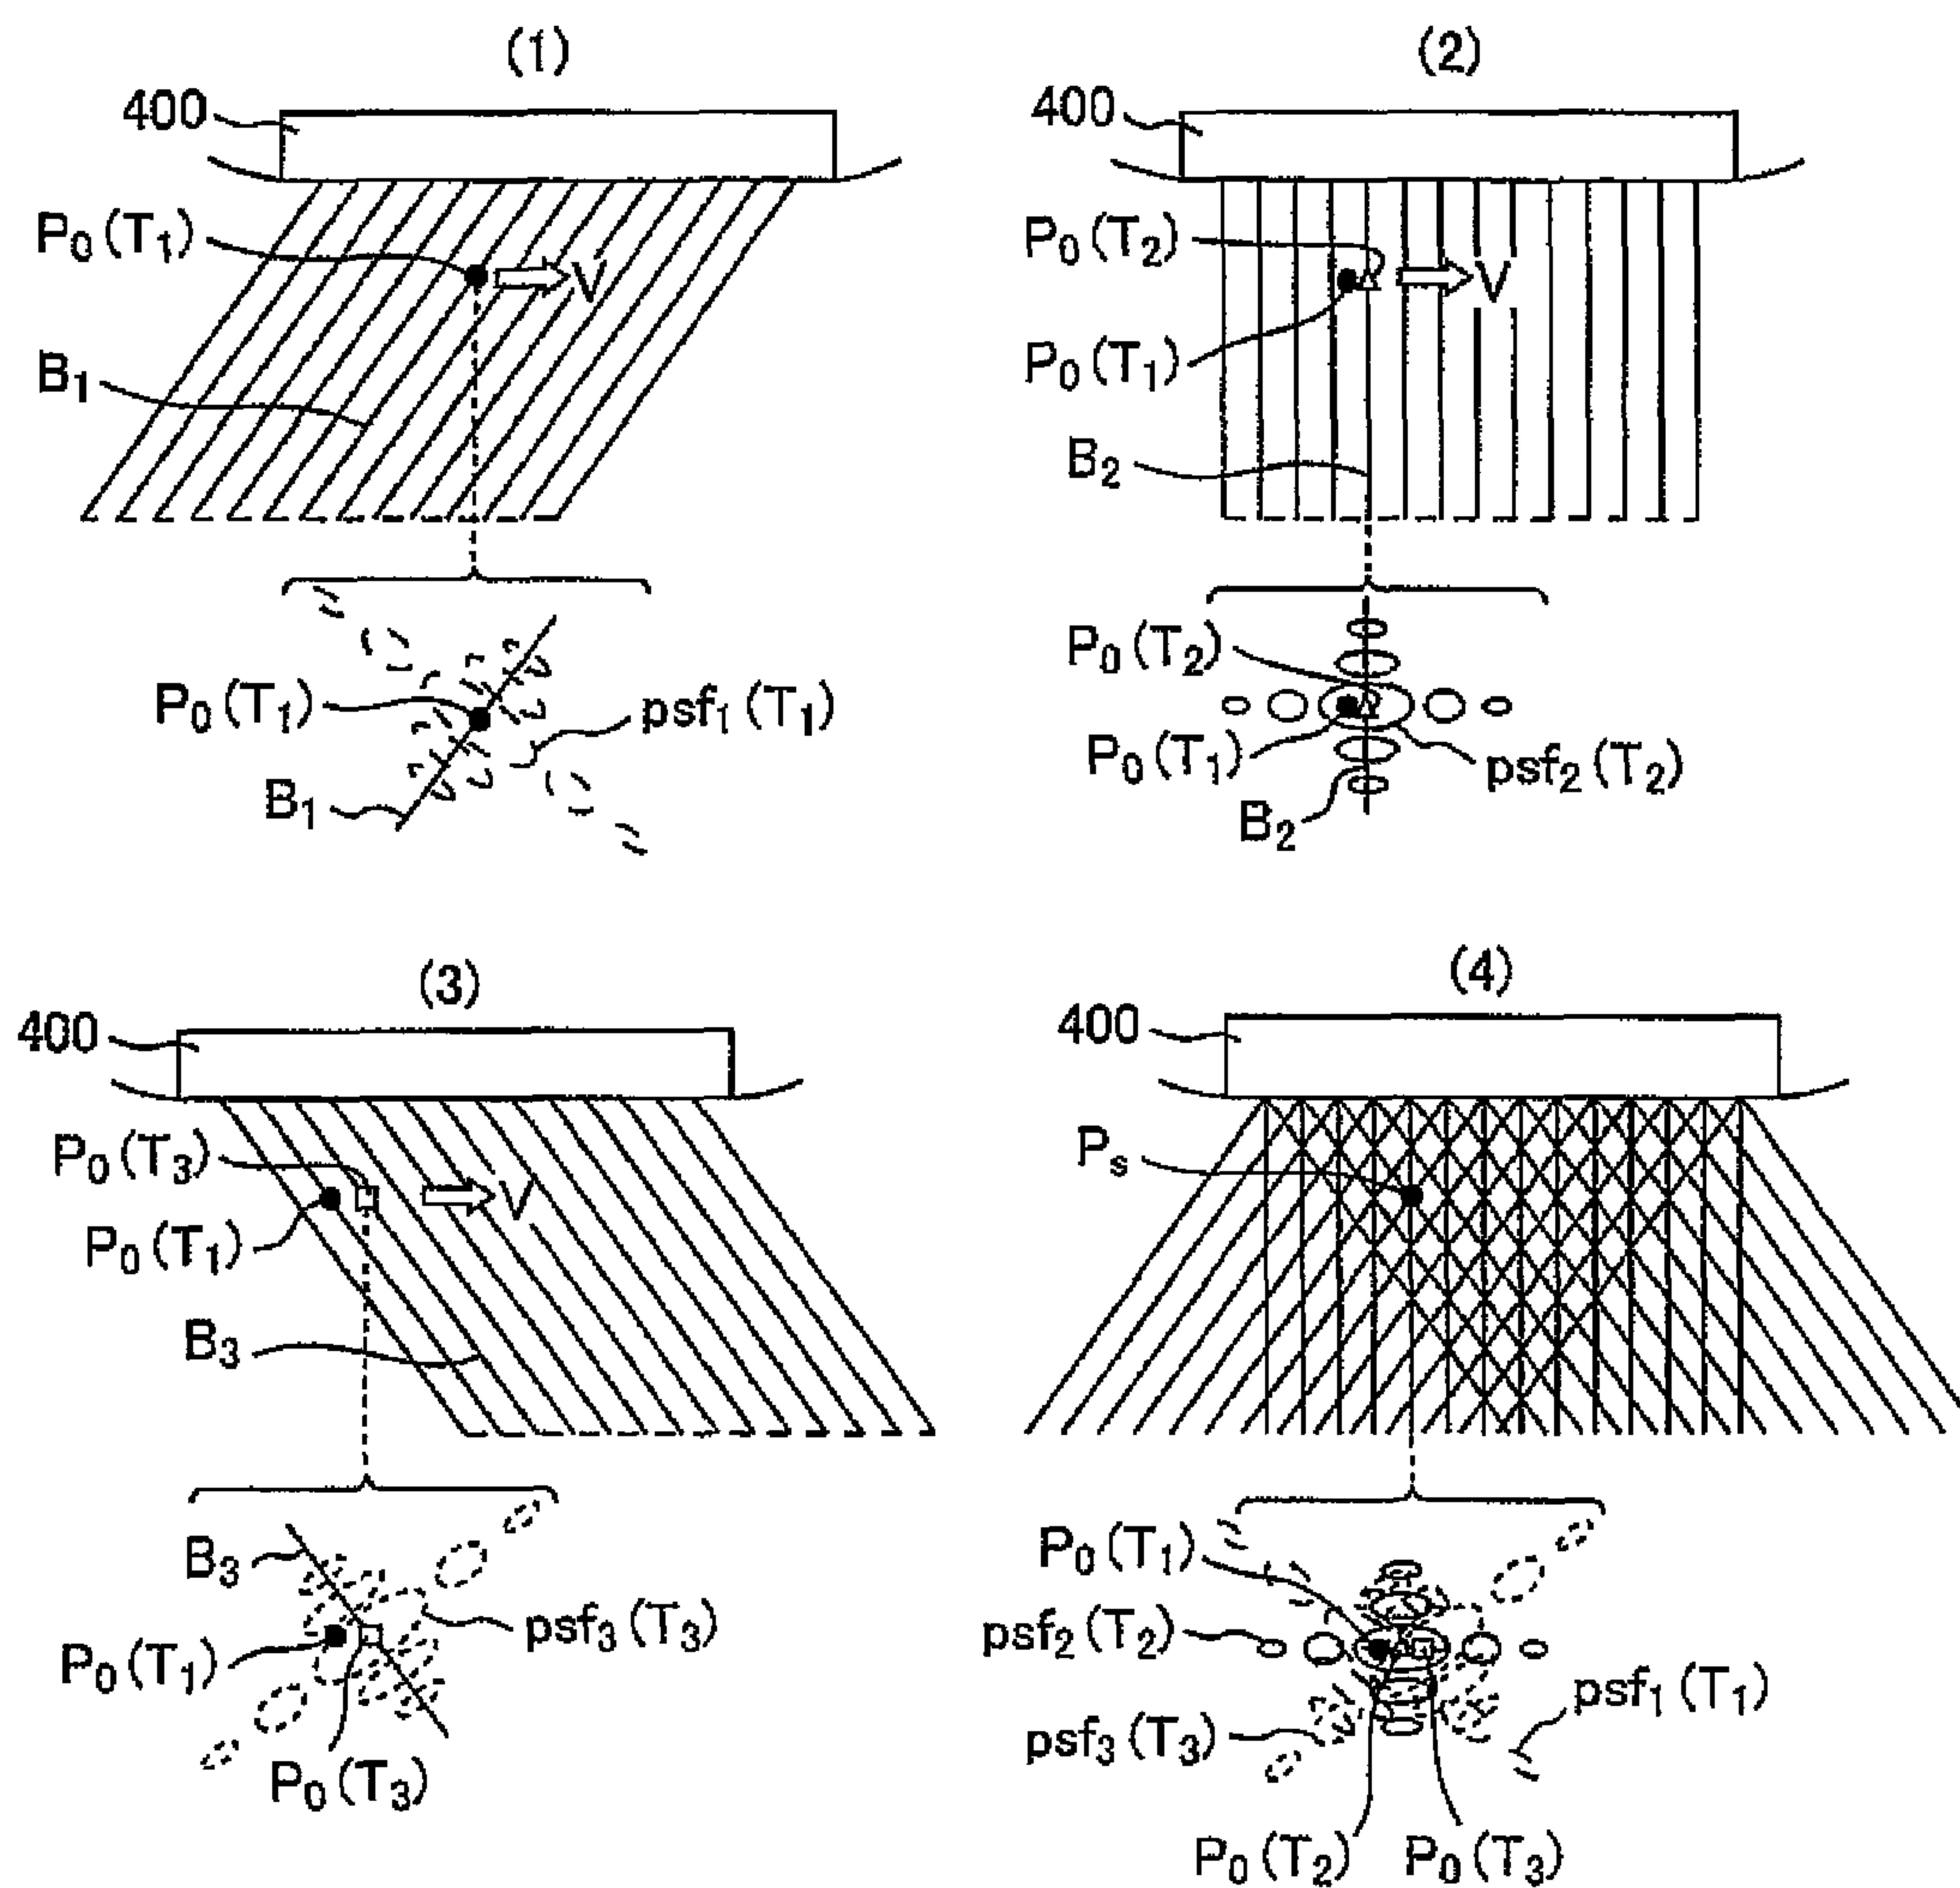 (1)
400
P₀(T₁)
V
B₁
P₀(T₁)
psf₁(T₁)
B₁
(2)
400
P₀(T₂)
V
P₀(T₁)
B₂
P₀(T₂)
P₀(T₁)
psf₂(T₂)
B₂
(3)
400
P₀(T₃)
V
P₀(T₁)
B₃
B₃
psf₃(T₃)
P₀(T₁)
P₀(T₃)
(4)
400
Pₛ
P₀(T₁)
psf₂(T₂)
psf₁(T₁)
psf₃(T₃)
P₀(T₂)
P₀(T₃)